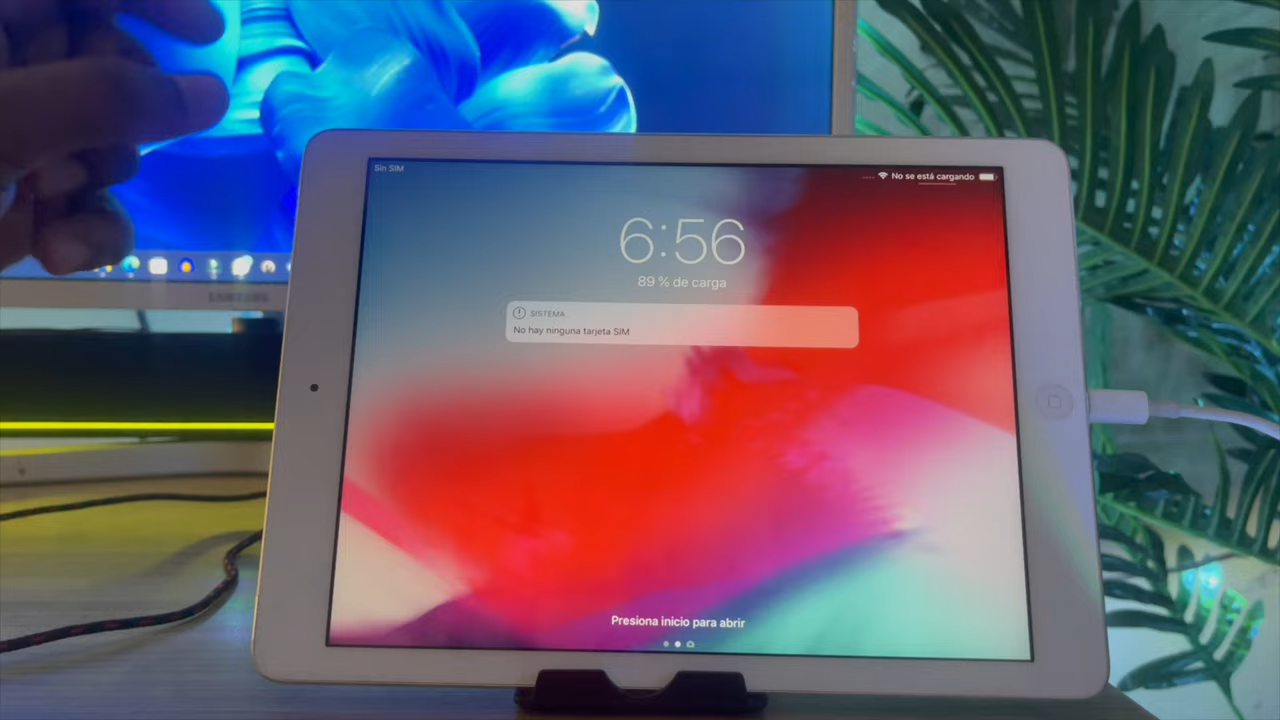 Sin SIM
No se está cargando
6:56
89 % de carga
SISTEMA
No hay ninguna tarjeta SIM
Presiona inicio para abrir
SAMSUNG